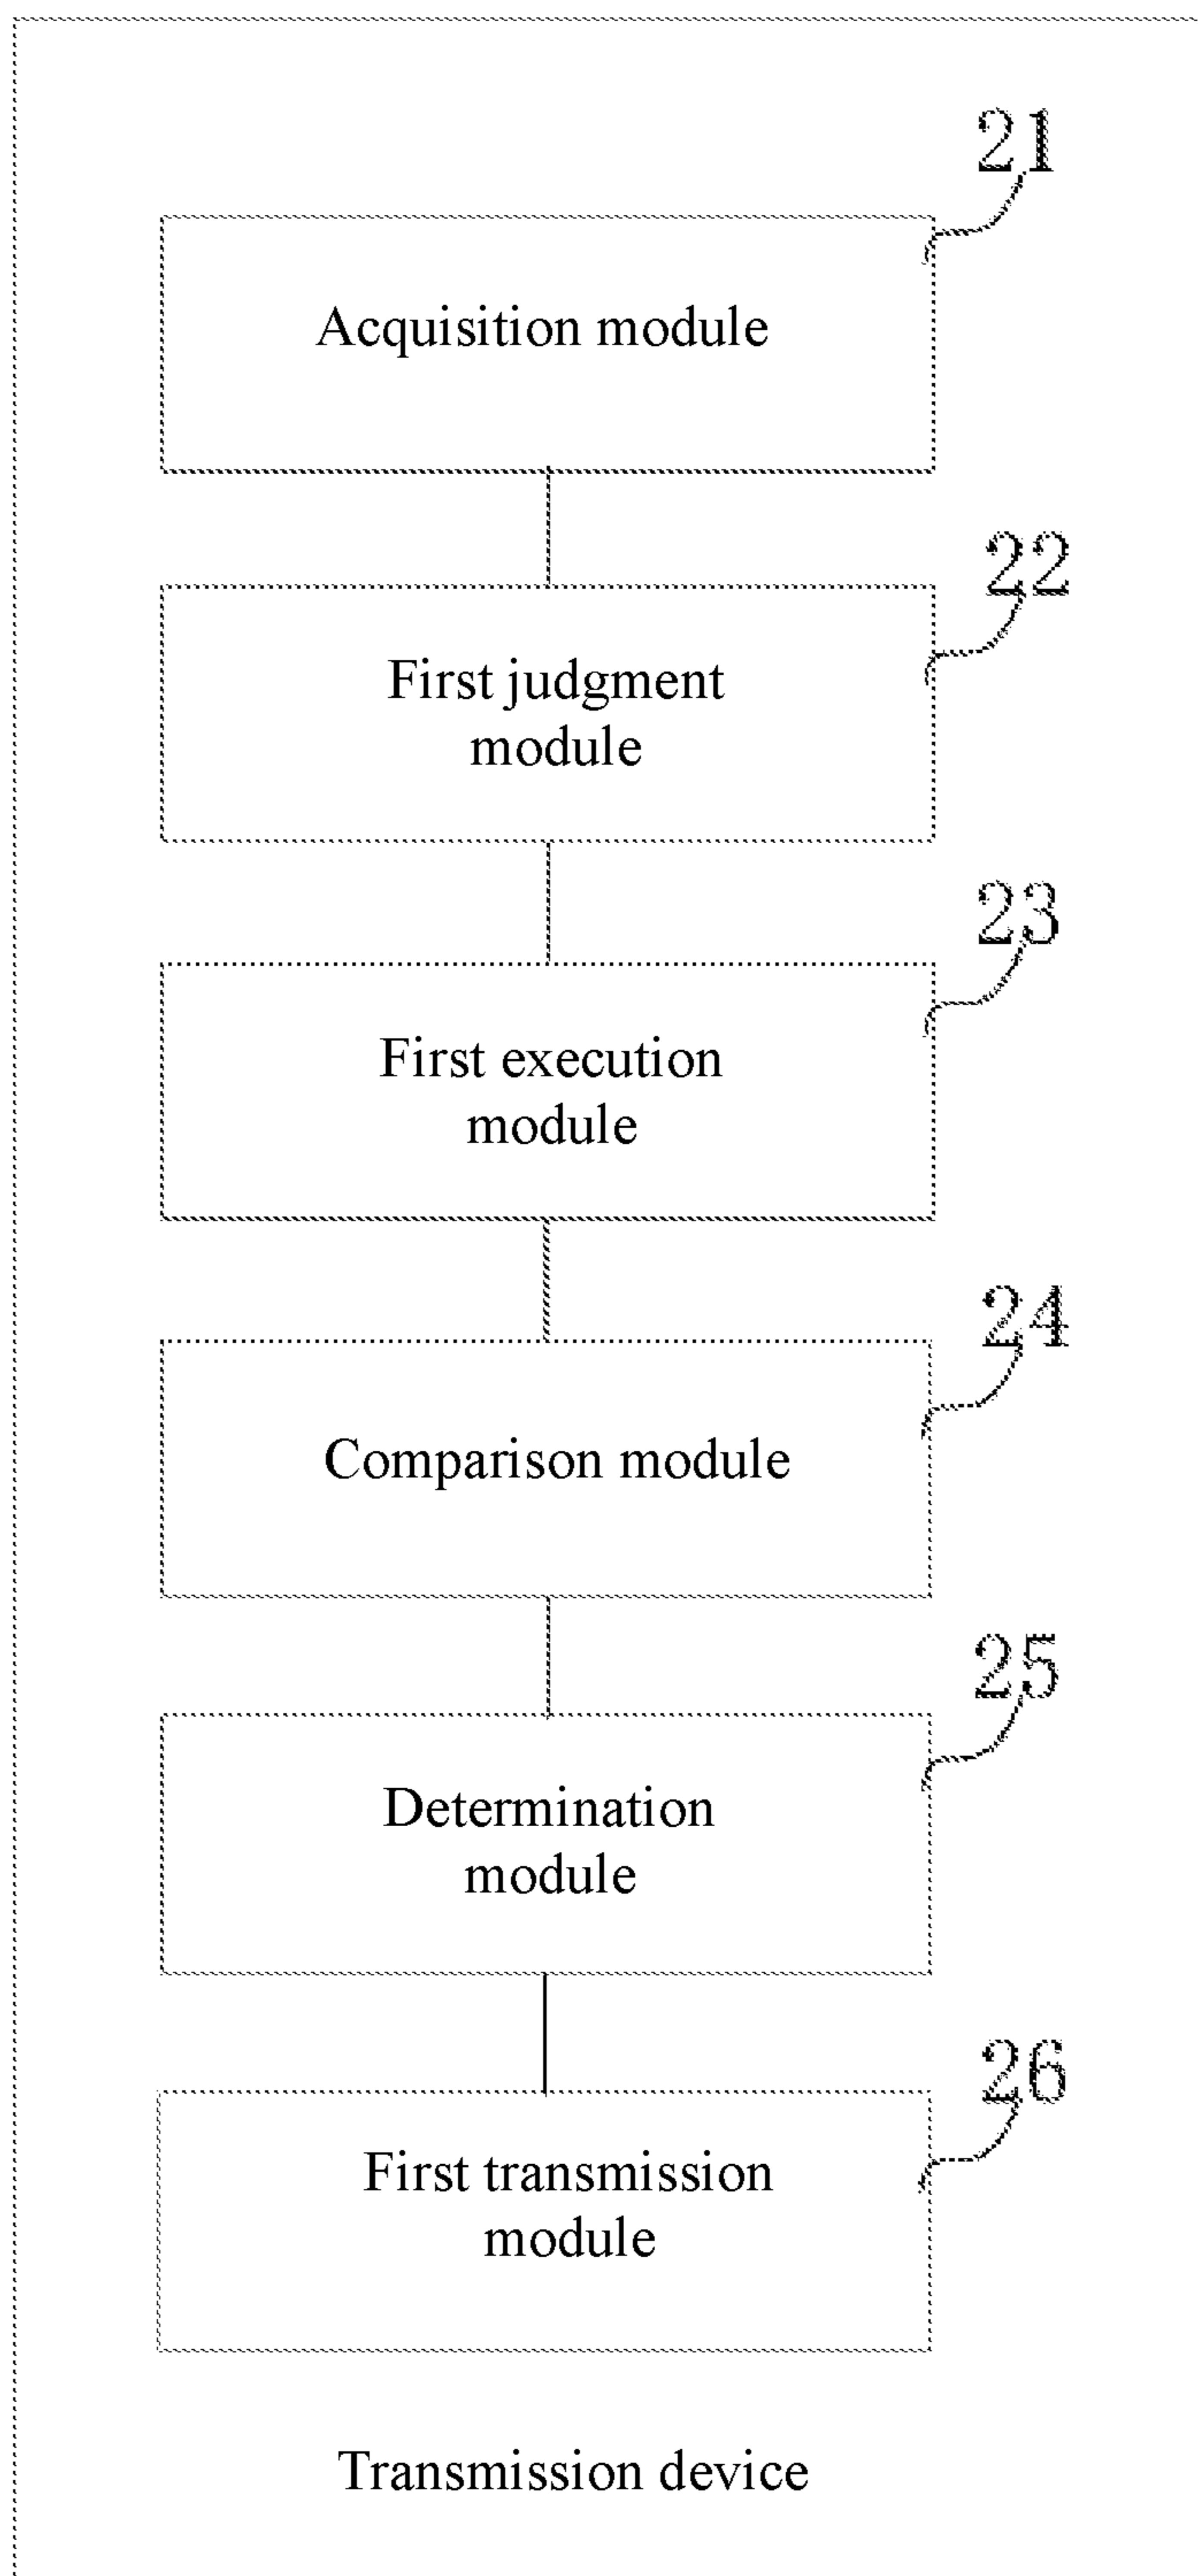 21
Acquisition module
22
First judgment
module
23
First execution
module
24
Comparison module
25
Determination
module
26
First transmission
module
Transmission device